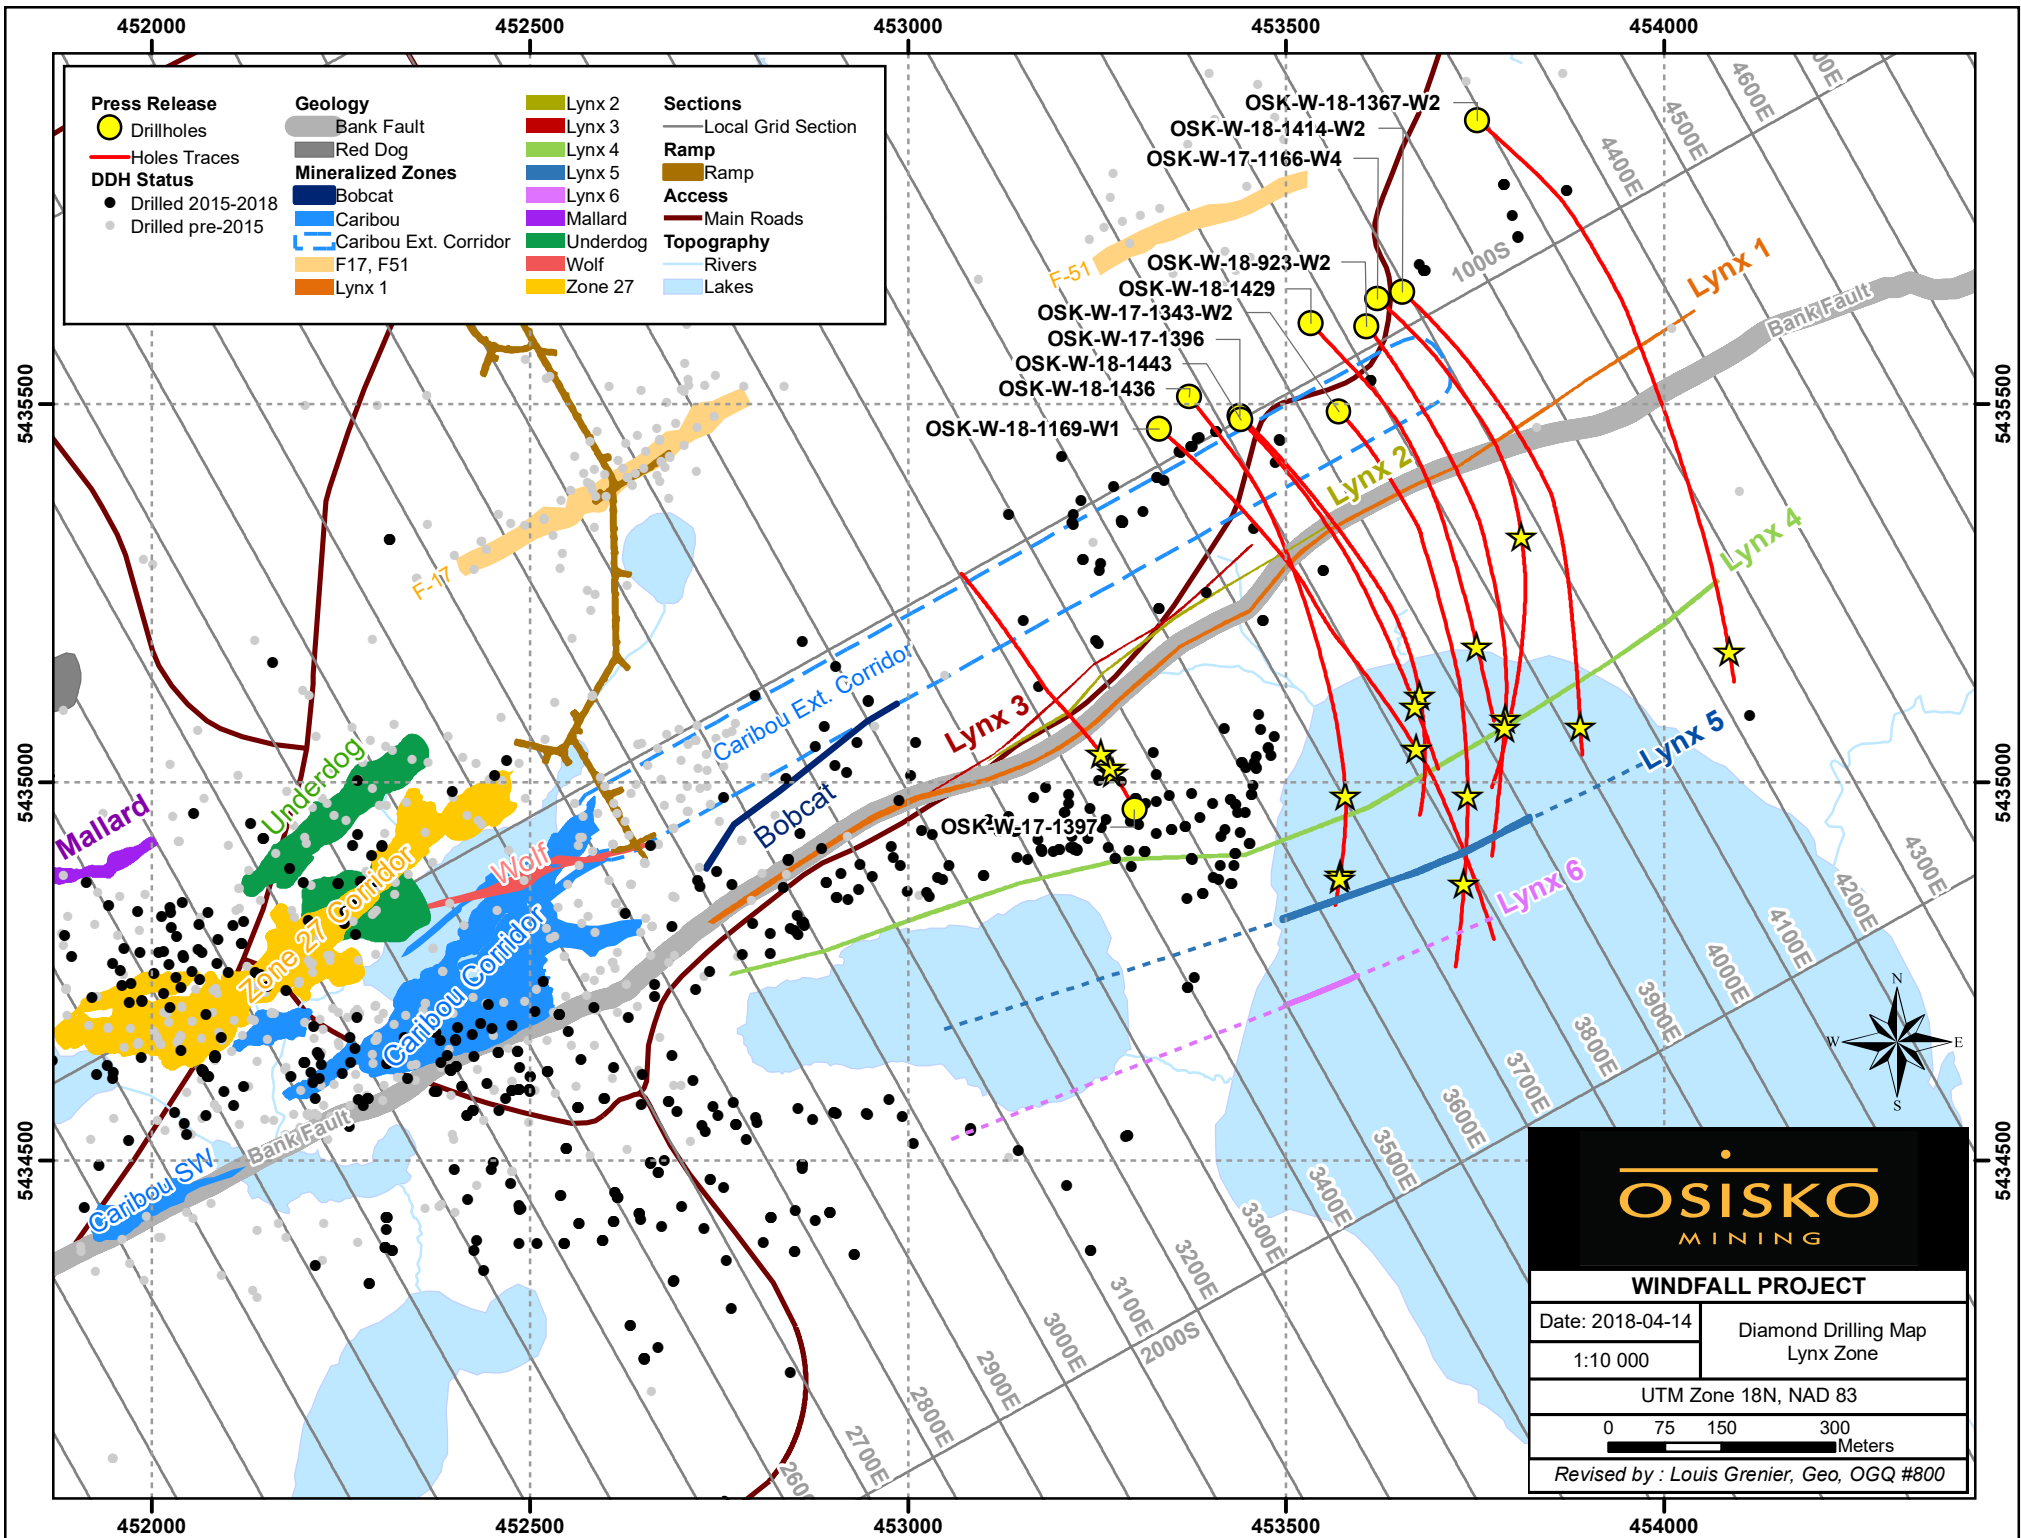 452000 452500 453000 453500 454000
Press Release
Drillholes
Holes Traces
DDH Status
Drilled 2015-2018
Drilled pre-2015
Geology
Bank Fault
Red Dog
Mineralized Zones
Bobcat
Caribou
Caribou Ext. Corridor
F17, F51
Lynx 1
Lynx 2
Lynx 3
Lynx 4
Lynx 5
Lynx 6
Mallard
Underdog
Wolf
Zone 27
Sections
Local Grid Section
Ramp
Ramp
Access
Main Roads
Topography
Rivers
Lakes
OSK-W-18-1367-W2
OSK-W-18-1414-W2
OSK-W-17-1166-W4
OSK-W-18-923-W2
OSK-W-18-1429
OSK-W-17-1343-W2
OSK-W-17-1396
OSK-W-18-1443
OSK-W-18-1436
OSK-W-18-1169-W1
OSK-W-17-1397
4600E
4500E
4400E
1000S
F-51
F-17
Lynx 1
Bank Fault
Lynx 2
Lynx 4
Lynx 3
Lynx 5
Lynx 6
Caribou Ext. Corridor
Bobcat
Underdog
Mallard
Wolf
Zone 27 Corridor
Caribou Corridor
Bank Fault
Caribou SW
4300E
4200E
4100E
4000E
3900E
3800E
3700E
3600E
3500E
3400E
3300E
3200E
3100E
3000E
2900E
2800E
2700E
2000S
5435500
5435000
5434500
5435500
5435000
5434500
N
W E
S
OSISKO
MINING
WINDFALL PROJECT
Date: 2018-04-14
1:10 000
Diamond Drilling Map
Lynx Zone
UTM Zone 18N, NAD 83
0 75 150 300
Meters
Revised by : Louis Grenier, Geo, OGQ #800
452000 452500 453000 453500 454000